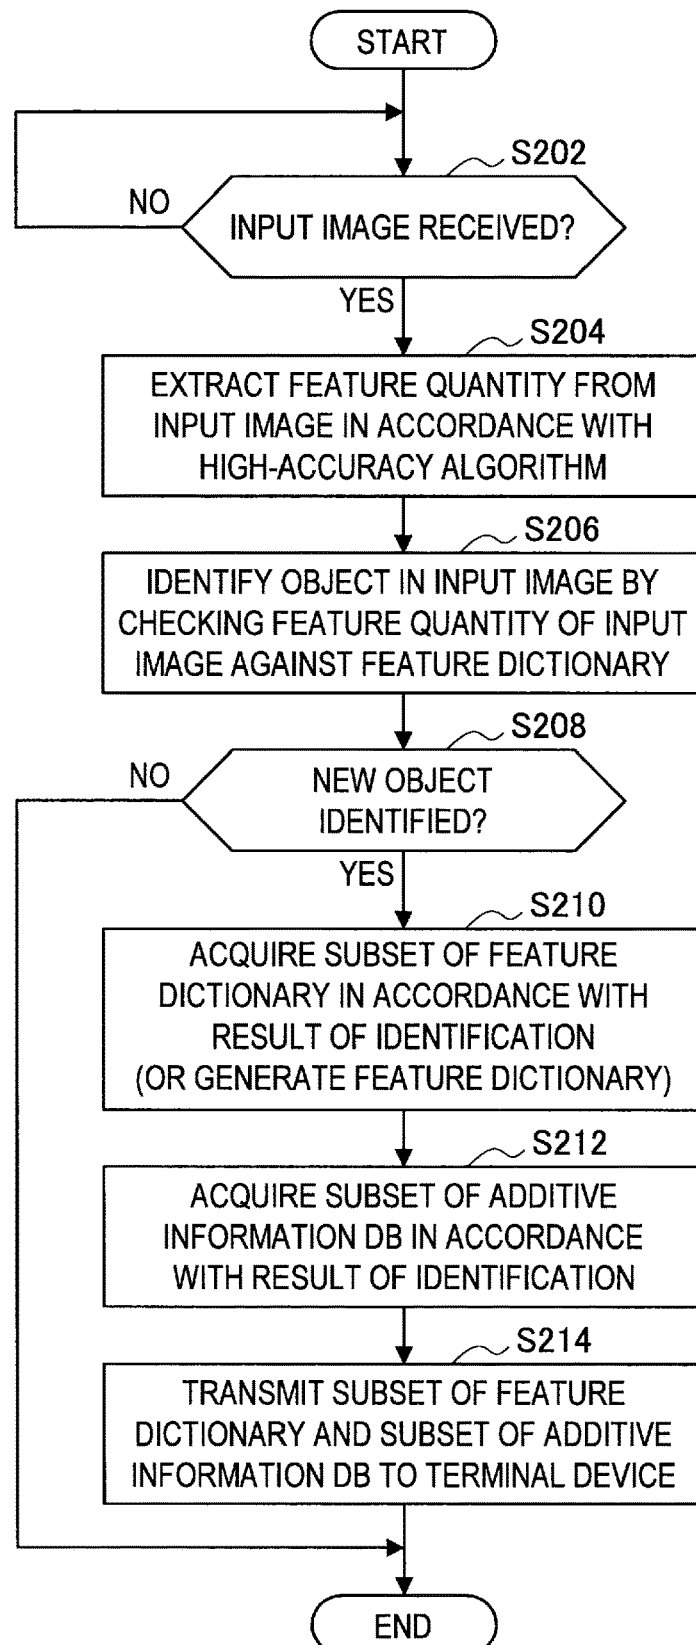 START
S202
NO
INPUT IMAGE RECEIVED?
YES
S204
EXTRACT FEATURE QUANTITY FROM
INPUT IMAGE IN ACCORDANCE WITH
HIGH-ACCURACY ALGORITHM
S206
IDENTIFY OBJECT IN INPUT IMAGE BY
CHECKING FEATURE QUANTITY OF INPUT
IMAGE AGAINST FEATURE DICTIONARY
S208
NO
NEW OBJECT
IDENTIFIED?
YES
S210
ACQUIRE SUBSET OF FEATURE
DICTIONARY IN ACCORDANCE WITH
RESULT OF IDENTIFICATION
(OR GENERATE FEATURE DICTIONARY)
S212
ACQUIRE SUBSET OF ADDITIVE
INFORMATION DB IN ACCORDANCE
WITH RESULT OF IDENTIFICATION
S214
TRANSMIT SUBSET OF FEATURE
DICTIONARY AND SUBSET OF ADDITIVE
INFORMATION DB TO TERMINAL DEVICE
END